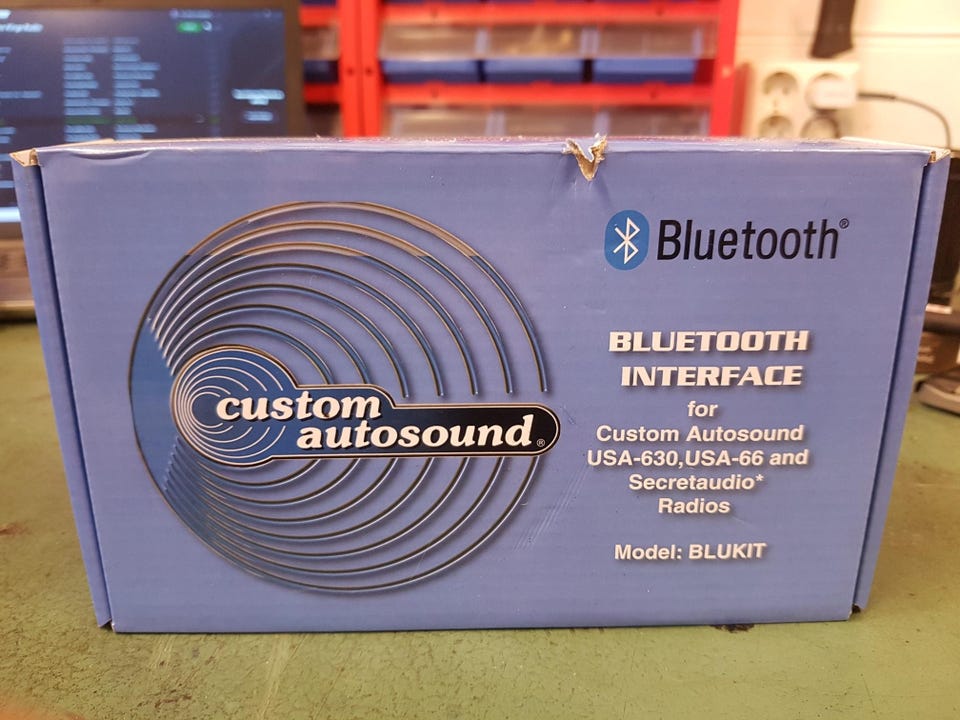 Bluetooth®
BLUETOOTH
INTERFACE
for
Custom Autosound
USA-630,USA-66 and
Secretaudio*
Radios
Model: BLUKIT
custom
autosound®